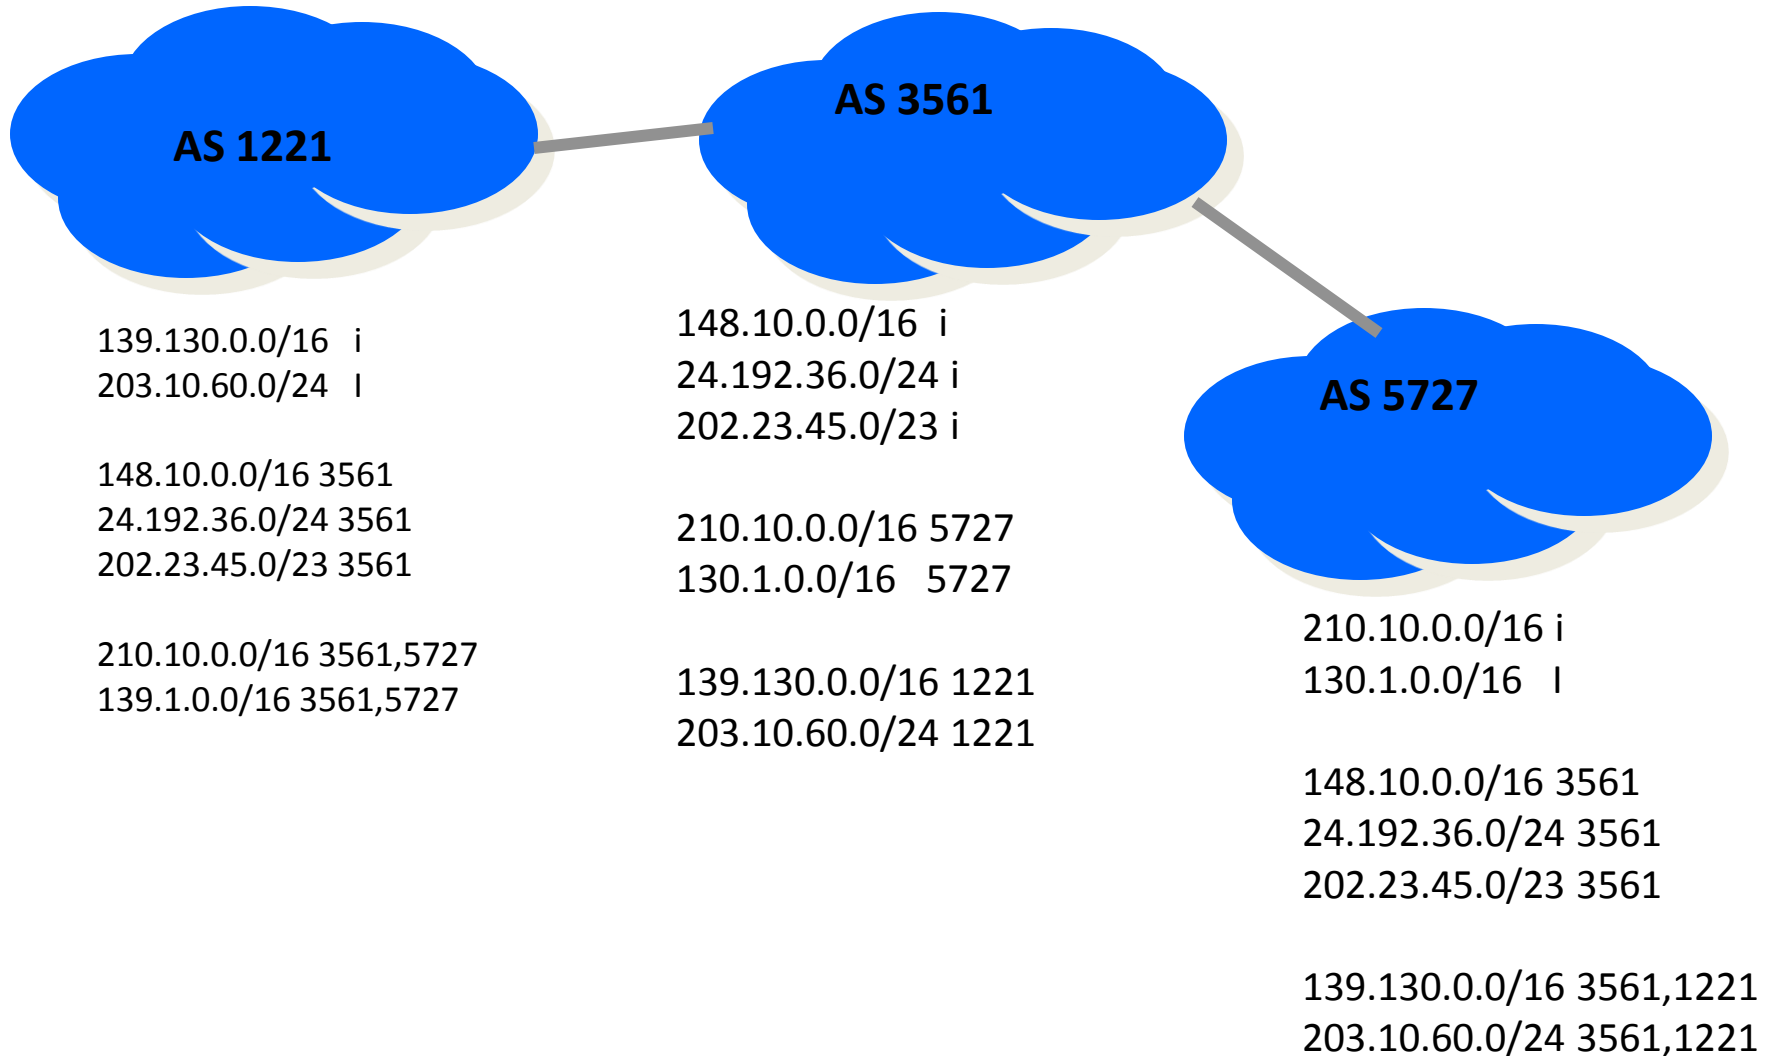 AS 1221
139.130.0.0/16 i
203.10.60.0/24 I
148.10.0.0/16 3561
24.192.36.0/24 3561
202.23.45.0/23 3561
210.10.0.0/16 3561,5727
139.1.0.0/16 3561,5727
AS 3561
148.10.0.0/16 i
24.192.36.0/24 i
202.23.45.0/23 i
210.10.0.0/16 5727
130.1.0.0/16 5727
139.130.0.0/16 1221
203.10.60.0/24 1221
AS 5727
210.10.0.0/16 i
130.1.0.0/16 I
148.10.0.0/16 3561
24.192.36.0/24 3561
202.23.45.0/23 3561
139.130.0.0/16 3561,1221
203.10.60.0/24 3561,1221